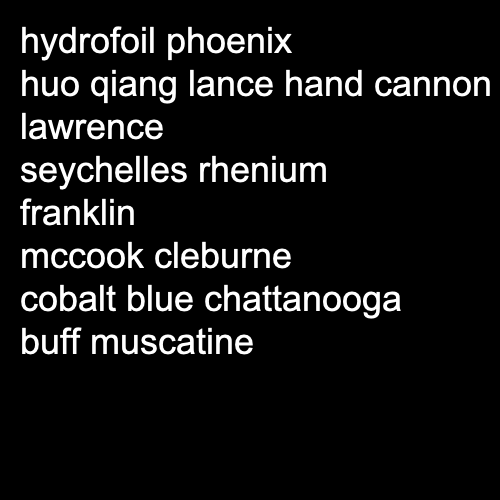 hydrofoil phoenix
huo qiang lance hand cannon
lawrence
seychelles rhenium
franklin
mccook cleburne
cobalt blue chattanooga
buff muscatine